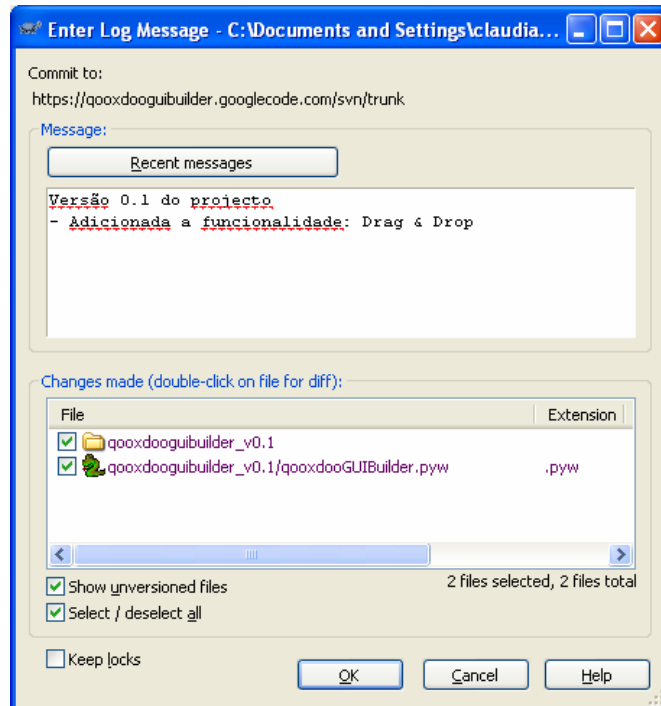 Enter Log Message - C:\Documents and Settings\claudia...
Commit to:
https://qooxdooguibuilder.googlecode.com/svn/trunk
Message:
Recent messages
Versão 0.1 do projecto
- Adicionada a funcionalidade: Drag & Drop
Changes made (double-click on file for diff):
File Extension
qooxdooguibuilder_v0.1
qooxdooguibuilder_v0.1/qooxdooGUIBuilder.pyw .pyw
Show unversioned files 2 files selected, 2 files total
Select / deselect all
Keep locks
OK Cancel Help